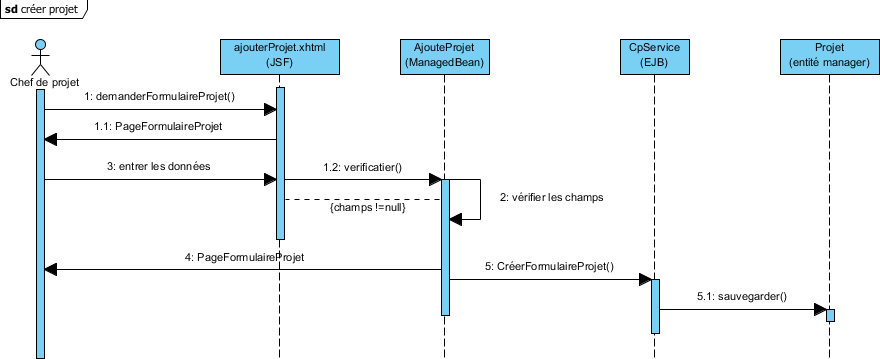 sd créer projet
ajouterProjet.xhtml
(JSF)
AjouteProjet
(ManagedBean)
CpService
(EJB)
Projet
(entité manager)
Chef de projet
1: demanderFormulaireProjet()
1.1: PageFormulaireProjet
3: entrer les données
1.2: verificatier()
2: vérifier les champs
{champs !=null}
4: PageFormulaireProjet
5: CréerFormulaireProjet()
5.1: sauvegarder()